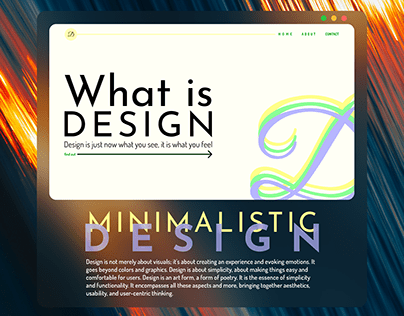 D
HOME ABOUT CONTACT
What is
DESIGN
Design is just now what you see, it is what you feel
find out
D
MINIMALISTIC
DESIGN
Design is not merely about visuals; it's about creating an experience and evoking emotions. It
goes beyond colors and graphics. Design is about simplicity, about making things easy and
comfortable for users. Design is an art form, a form of poetry. It is the essence of simplicity
and functionality. It encompasses all these aspects and more, bringing together aesthetics,
usability, and user-centric thinking.